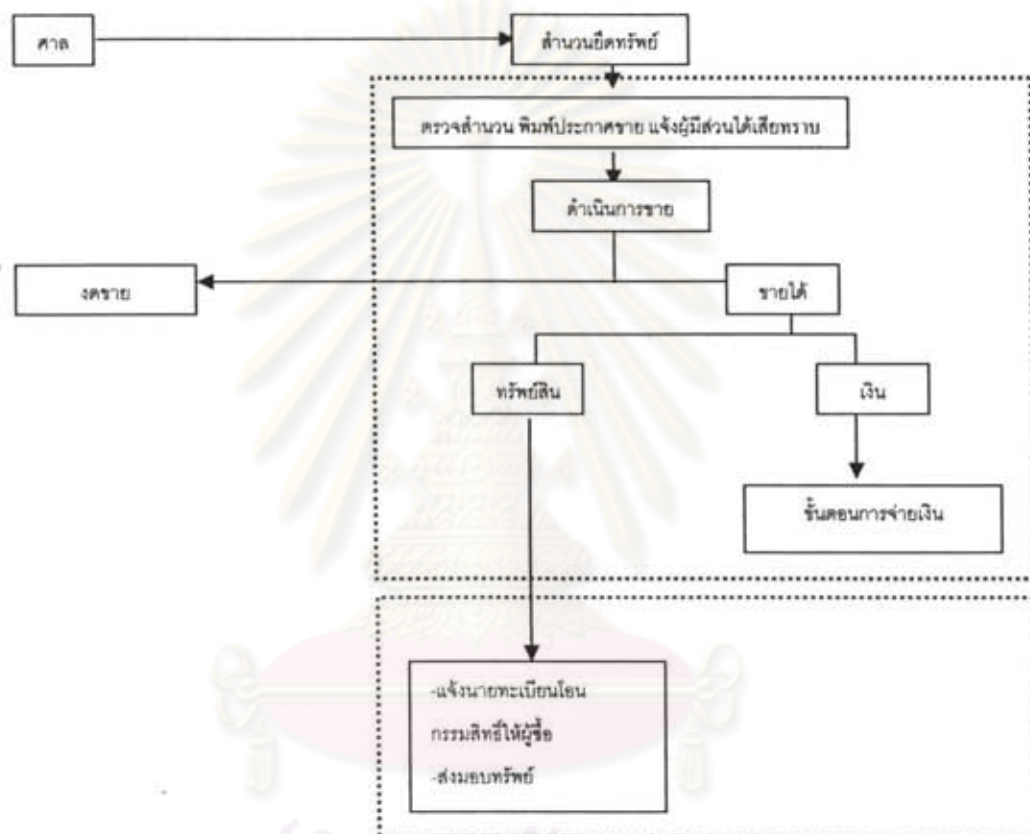 ศาล
สำนวนยึดทรัพย์
ตรวจสำนวน พิมพ์ประกาศขาย แจ้งผู้มีส่วนได้เสียทราบ
ดำเนินการขาย
งดขาย
ขายได้
ทรัพย์สิน
เงิน
ขั้นตอนการจ่ายเงิน
-แจ้งนายทะเบียนโอน
กรรมสิทธิ์ให้ผู้ซื้อ
-ส่งมอบทรัพย์